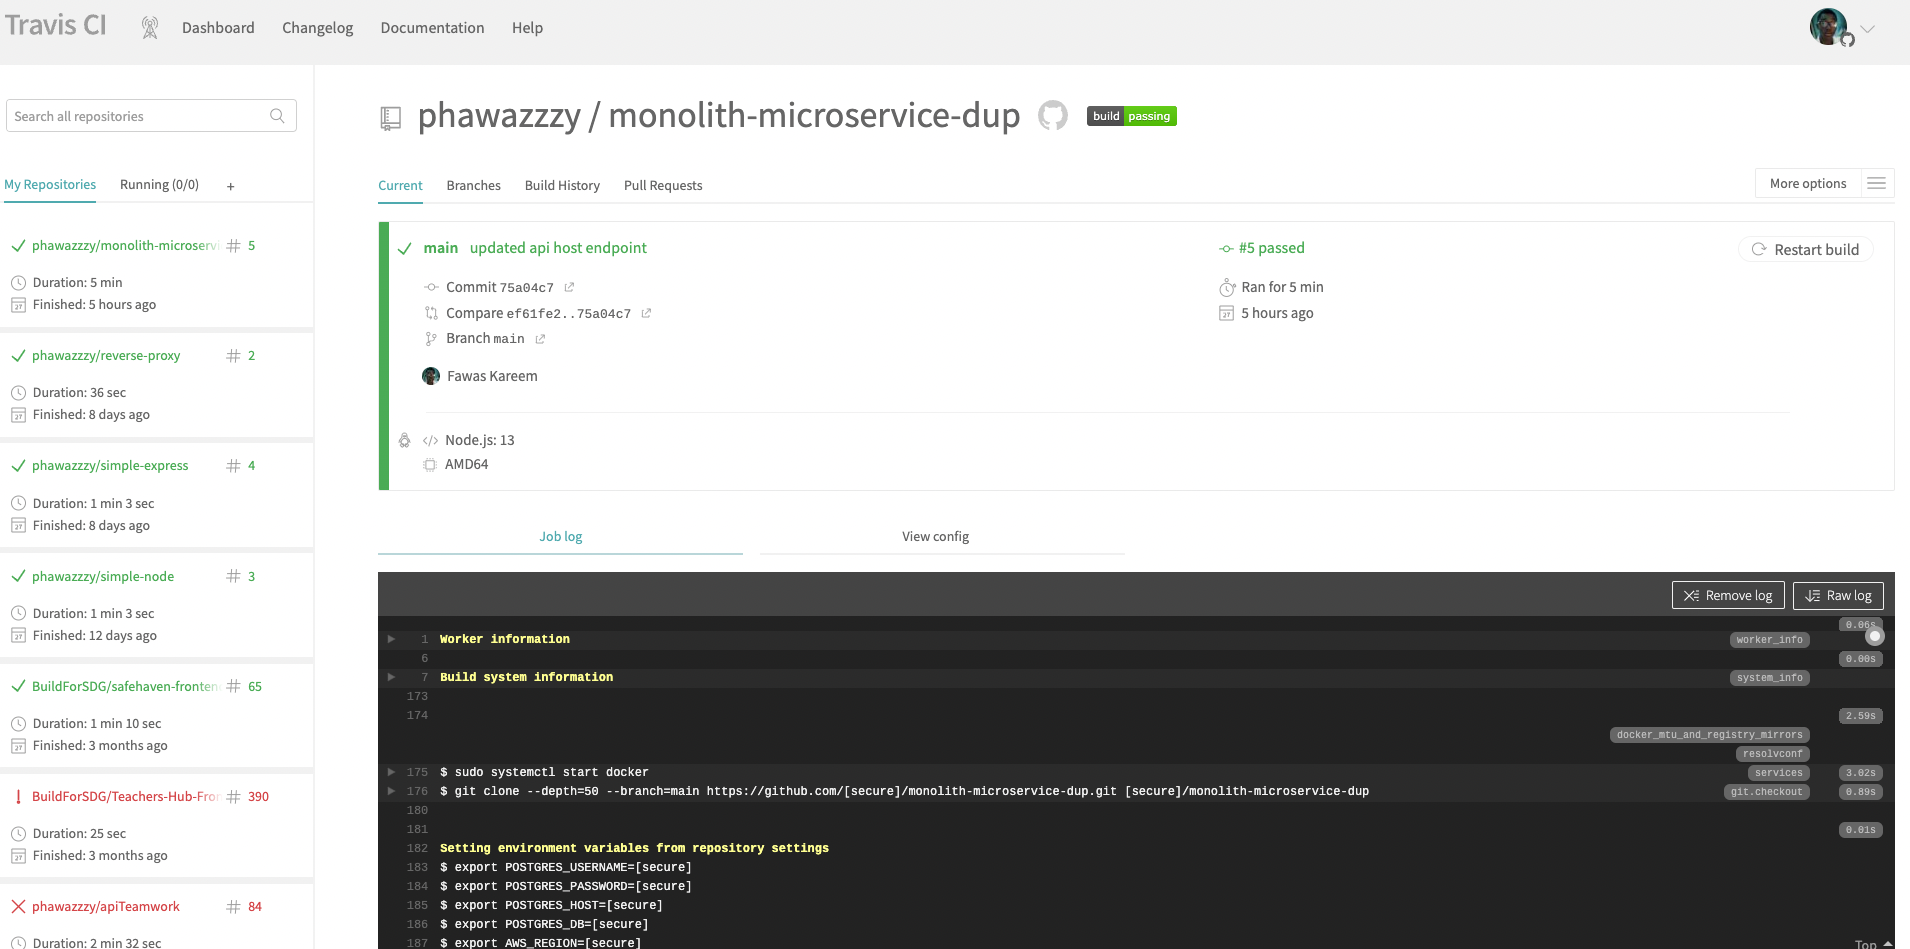 Travis CI
Dashboard Changelog Documentation Help
Search all repositories
My Repositories Running (0/0) +
phawazzzy/monolith-microservi # 5
Duration: 5 min
Finished: 5 hours ago
phawazzzy/reverse-proxy # 2
Duration: 36 sec
Finished: 8 days ago
phawazzzy/simple-express # 4
Duration: 1 min 3 sec
Finished: 8 days ago
phawazzzy/simple-node # 3
Duration: 1 min 3 sec
Finished: 12 days ago
BuildForSDG/safehaven-fronten # 65
Duration: 1 min 10 sec
Finished: 3 months ago
! BuildForSDG/Teachers-Hub-Fron # 390
Duration: 25 sec
Finished: 3 months ago
phawazzzy/apiTeamwork # 84
Duration: 2 min 32 sec
phawazzzy / monolith-microservice-dup build passing
Current Branches Build History Pull Requests
More options
main updated api host endpoint
Commit 75a04c7
Compare ef61fe2..75a04c7
Branch main
Fawas Kareem
#5 passed
Ran for 5 min
5 hours ago
Restart build
</> Node.js: 13
AMD64
Job log View config
Remove log Raw log
0.06s
1 Worker information worker_info
6 0.00s
7 Build system information system_info
173
174 2.59s
docker_mtu_and_registry_mirrors
resolvconf
175 $ sudo systemctl start docker services 3.02s
176 $ git clone --depth=50 --branch=main https://github.com/[secure]/monolith-microservice-dup.git [secure]/monolith-microservice-dup git.checkout 0.89s
180
181 0.01s
182 Setting environment variables from repository settings
183 $ export POSTGRES_USERNAME=[secure]
184 $ export POSTGRES_PASSWORD=[secure]
185 $ export POSTGRES_HOST=[secure]
186 $ export POSTGRES_DB=[secure]
187 $ export AWS_REGION=[secure]
Top